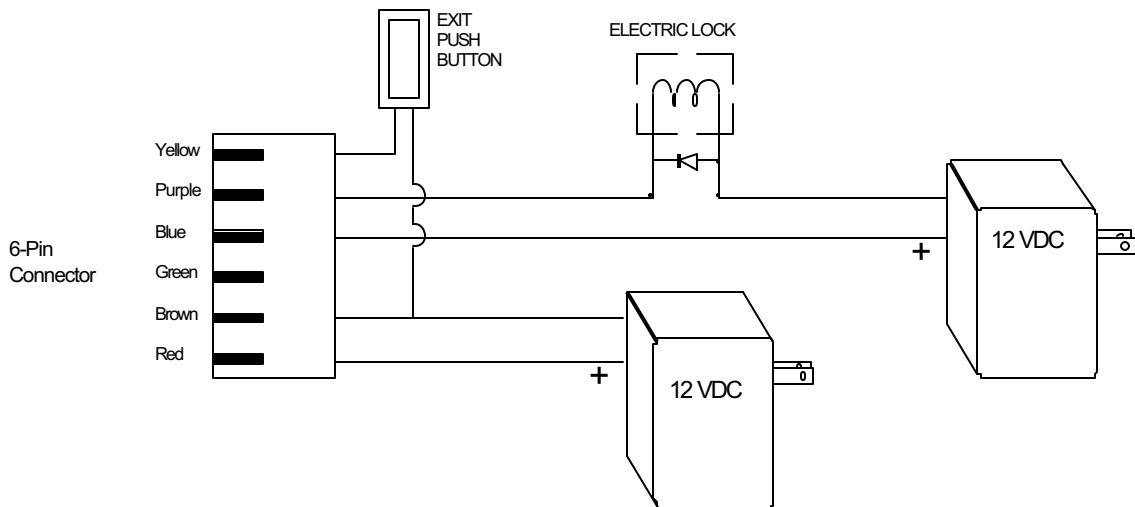 EXIT
PUSH
BUTTON
ELECTRIC LOCK
Yellow
Purple
Blue
Green
Brown
Red
6-Pin
Connector
+
12 VDC
+
12 VDC